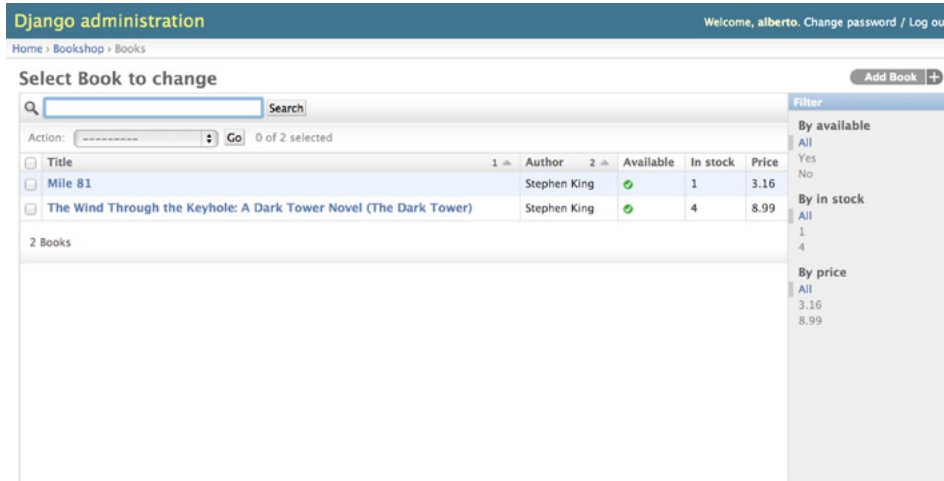 Django administration
Welcome, alberto. Change password / Log ou
Home › Bookshop › Books
Select Book to change
Add Book
Search
Action: --------- Go 0 of 2 selected
Title 1 Author 2 Available In stock Price
Mile 81 Stephen King 1 3.16
The Wind Through the Keyhole: A Dark Tower Novel (The Dark Tower) Stephen King 4 8.99
2 Books
Filter
By available
All
Yes
No
By in stock
All
1
4
By price
All
3.16
8.99